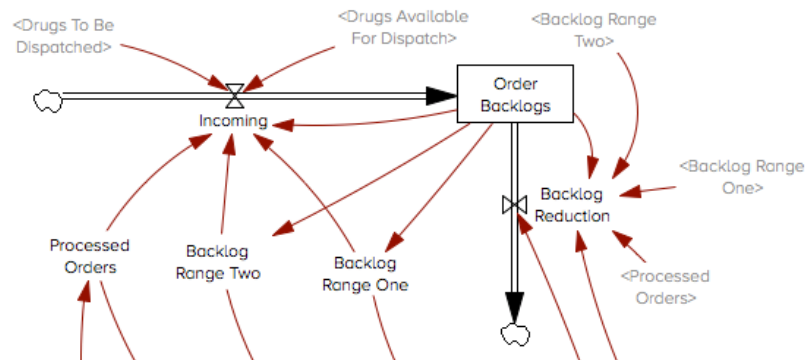 <Drugs To Be
Dispatched>
<Drugs Available
For Dispatch>
<Backlog Range
Two>
Order
Backlogs
Incoming
<Backlog Range
One>
Backlog
Reduction
Processed
Orders
Backlog
Range Two
Backlog
Range One
<Processed
Orders>